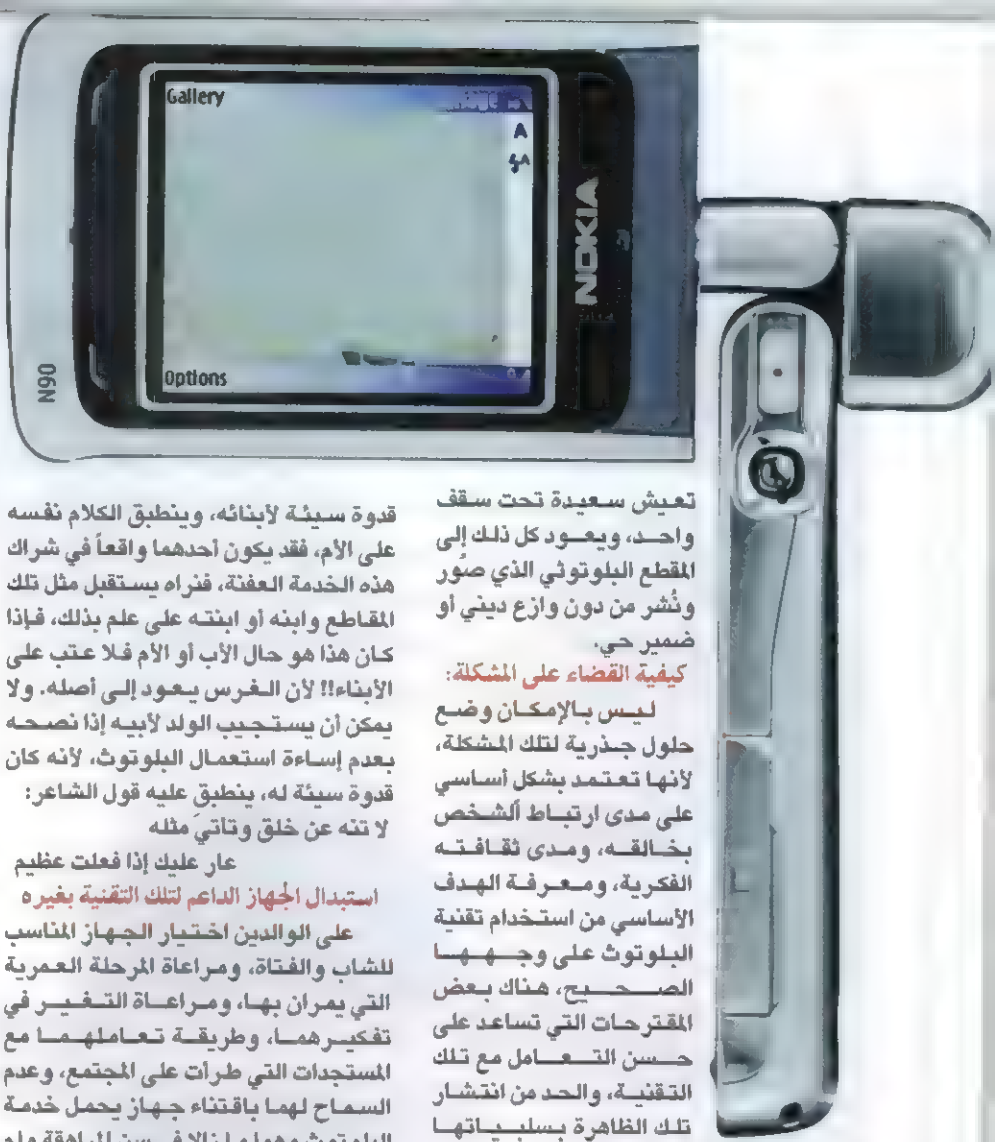 Gallery
Options
NOKIA
N90
تعيش سعيدة تحت سقف
واحد، ويعود كل ذلك إلى
المقطع البلوتوثي الذي صُور
ونُشر من دون وازع ديني أو
ضمير حي.
كيفية القضاء على المشكلة:
ليس بالإمكان وضع
حلول جذرية لتلك المشكلة،
لأنها تعتمد بشكل أساسي
على مدى ارتباط الشخص
بخالقه، ومدى ثقافته
الفكرية، ومعرفة الهدف
الأساسي من استخدام تقنية
البلوتوث على وجهها
الصحيح، هناك بعض
المقترحات التي تساعد على
حسن التعامل مع تلك
التقنية، والحد من انتشار
تلك الظاهرة بسلبياتها
قدوة سيئة لأبنائه، وينطبق الكلام نفسه
على الأم، فقد يكون أحدهما واقعاً في شراك
هذه الخدمة العفنة، فنراه يستقبل مثل تلك
المقاطع وابنه أو ابنته على علم بذلك، فإذا
كان هذا هو حال الأب أو الأم فلا عتب على
الأبناء!! لأن الغرس يعود إلى أصله. ولا
يمكن أن يستجيب الولد لأبيه إذا نصحه
بعدم إساءة استعمال البلوتوث، لأنه كان
قدوة سيئة له، ينطبق عليه قول الشاعر:
لا تنه عن خلق وتأتيَ مثله
عار عليك إذا فعلت عظيم
استبدال الجهاز الداعم لتلك التقنية بغيره
على الوالدين اختيار الجهاز المناسب
للشاب والفتاة، ومراعاة المرحلة العمرية
التي يمران بها، ومراعاة التغير في
تفكيرهما، وطريقة تعاملهما مع
المستجدات التي طرأت على المجتمع، وعدم
السماح لهما باقتناء جهاز يحمل خدمة